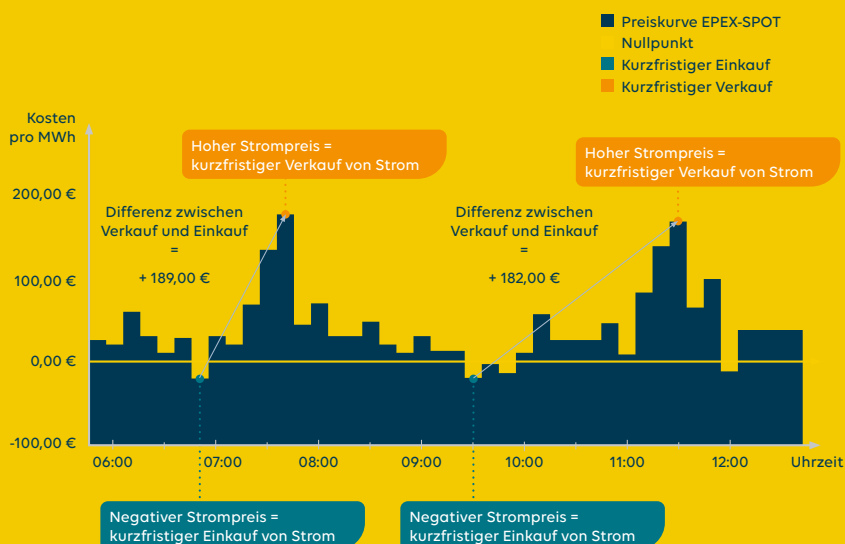 Preiskurve EPEX-SPOT
Nullpunkt
Kurzfristiger Einkauf
Kurzfristiger Verkauf
Kosten
pro MWh
Hoher Strompreis =
kurzfristiger Verkauf von Strom
Hoher Strompreis =
kurzfristiger Verkauf von Strom
200,00 €
Differenz zwischen
Verkauf und Einkauf
=
+ 189,00 €
Differenz zwischen
Verkauf und Einkauf
=
+ 182,00 €
100,00 €
0,00 €
-100,00 €
06:00
07:00
08:00
09:00
10:00
11:00
12:00
Uhrzeit
Negativer Strompreis =
kurzfristiger Einkauf von Strom
Negativer Strompreis =
kurzfristiger Einkauf von Strom